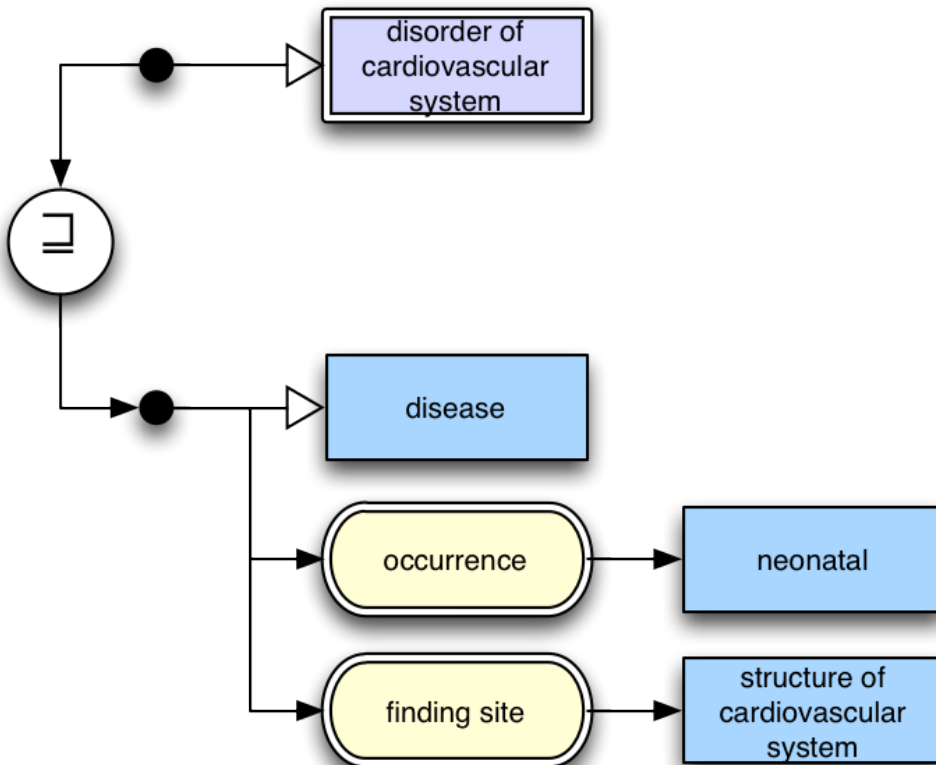 disorder of
cardiovascular
system
⊒
disease
occurrence
neonatal
finding site
structure of
cardiovascular
system